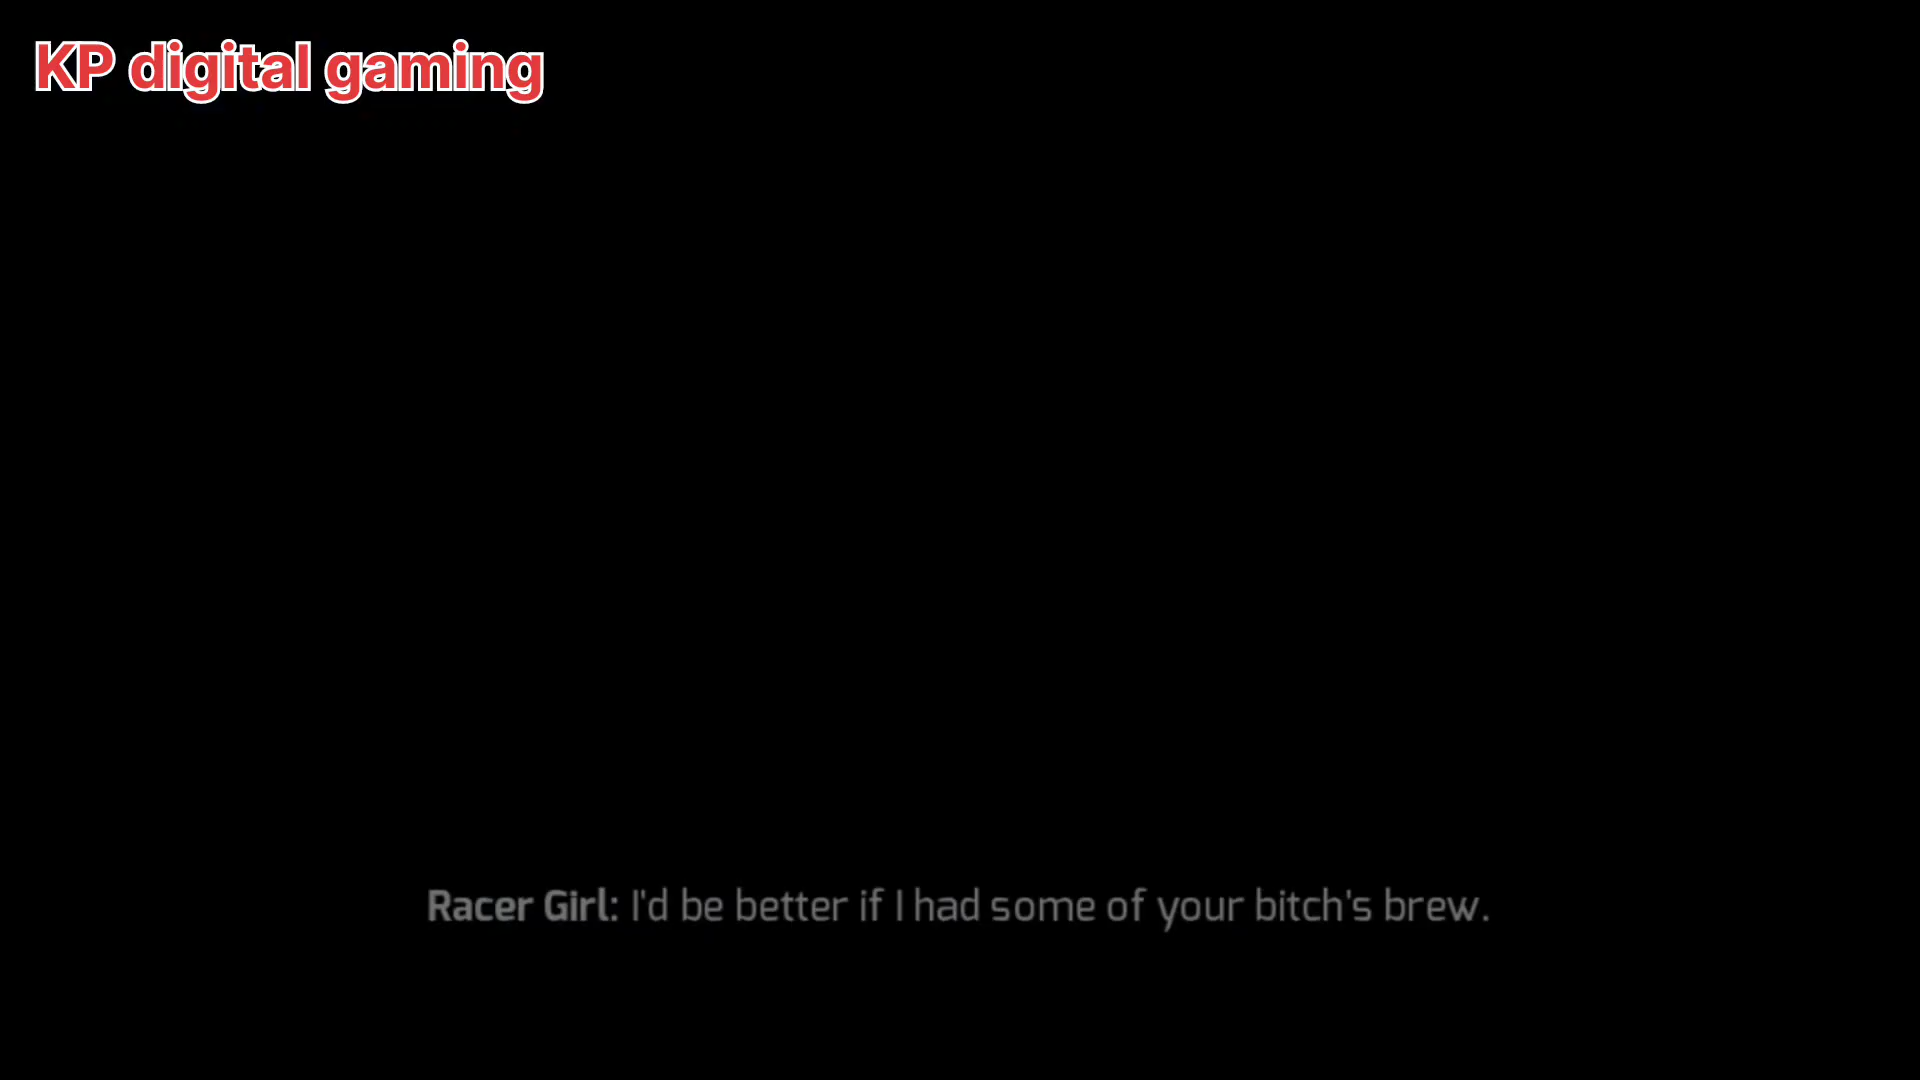 KP digital gaming
Racer Girl: I'd be better if I had some of your bitch's brew.